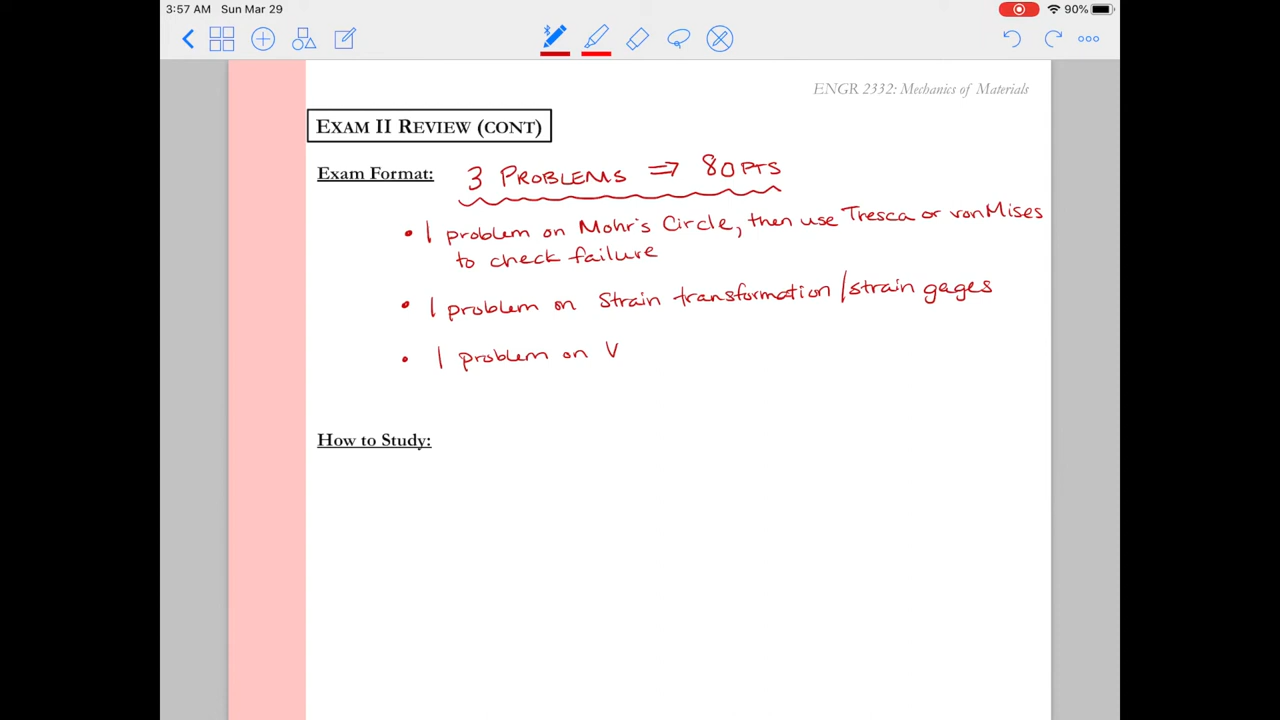 3:57 AM Sun Mar 29
90%
ENGR 2332: Mechanics of Materials
EXAM II REVIEW (CONT)
Exam Format: 3 PROBLEMS ⇒ 80 PTS
• 1 problem on Mohr's Circle, then use Tresca or vonMises
to check failure
• 1 problem on Strain transformation/strain gages
• 1 problem on V
How to Study: